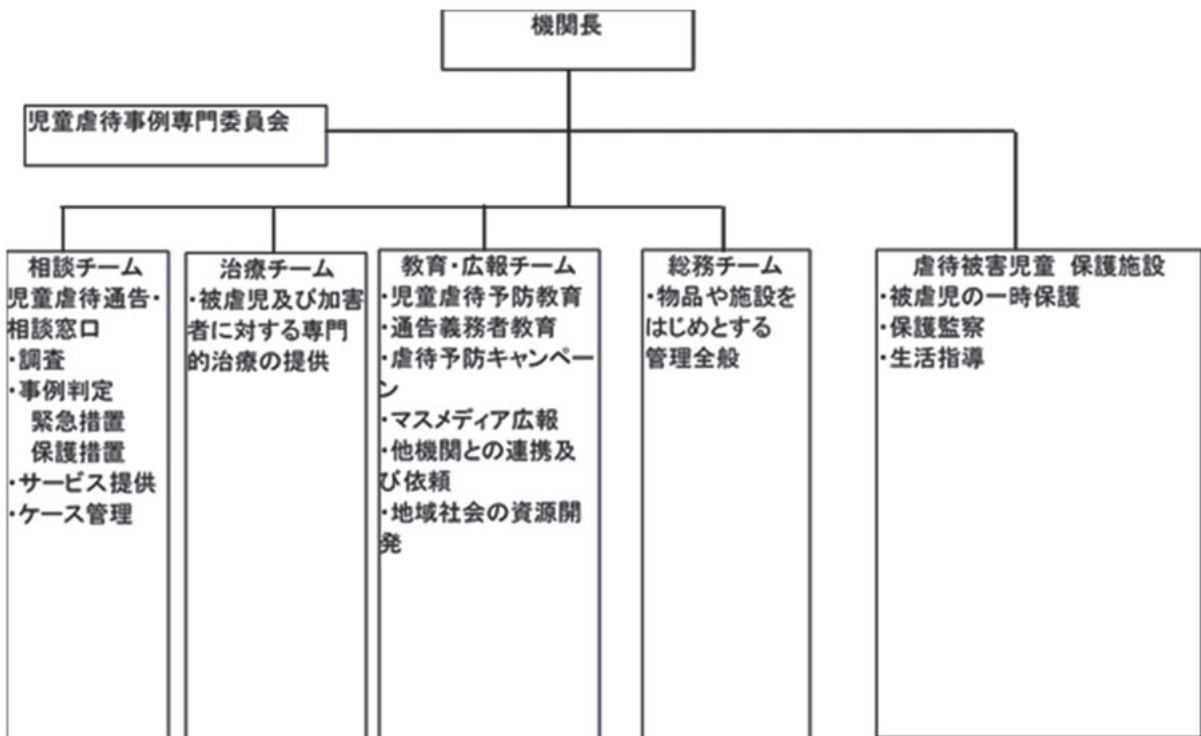 機関長
児童虐待事例専門委員会
相談チーム
児童虐待通告・
相談窓口
・調査
・事例判定
緊急措置
保護措置
・サービス提供
・ケース管理
治療チーム
・被虐児及び加害
者に対する専門
的治療の提供
教育・広報チーム
・児童虐待予防教育
・通告義務者教育
・虐待予防キャンペー
ン
・マスメディア広報
・他機関との連携及
び依頼
・地域社会の資源開
発
総務チーム
・物品や施設を
はじめとする
管理全般
虐待被害児童 保護施設
・被虐児の一時保護
・保護監察
・生活指導